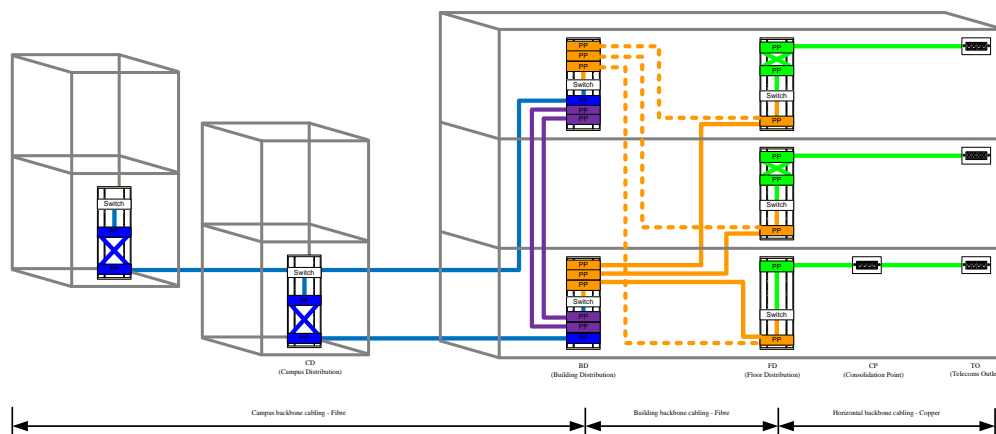 PP
PP
PP
Switch
PP
PP
PP
PP
PP
Switch
PP
PP
PP
Switch
PP
Switch
PP
PP
Switch
PP
PP
PP
PP
PP
Switch
PP
PP
PP
PP
Switch
PP
Switch
PP
PP
CD
(Campus Distribution)
BD
(Building Distribution)
FD
(Floor Distribution)
CP
(Consolidation Point)
TO
(Telecoms Outle
Campus backbone cabling - Fibre
Building backbone cabling - Fibre
Horizontal backbone cabling - Copper